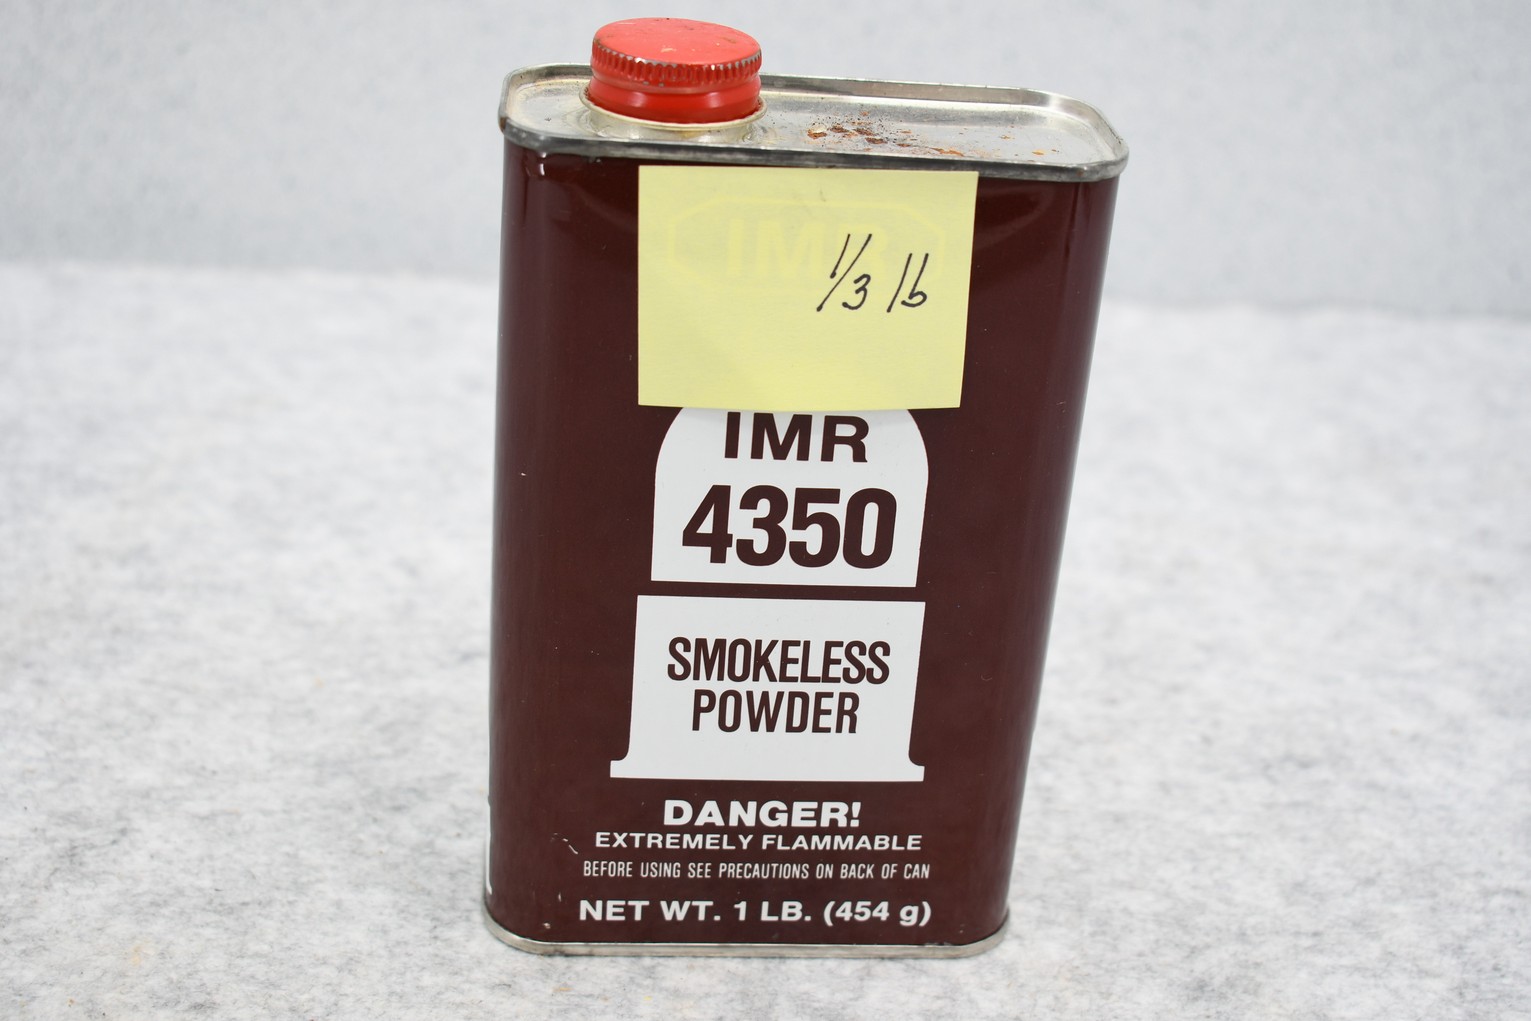 IMR
1/3 lb
IMR
4350
SMOKELESS
POWDER
DANGER!
EXTREMELY FLAMMABLE
BEFORE USING SEE PRECAUTIONS ON BACK OF CAN
NET WT. 1 LB. (454 g)